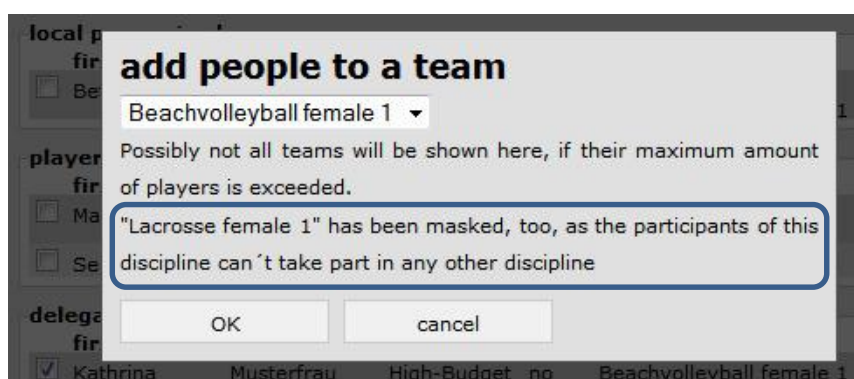 local p
fir
Be
1
add people to a team
Beachvolleyball female 1
Possibly not all teams will be shown here, if their maximum amount
of players is exceeded.
"Lacrosse female 1" has been masked, too, as the participants of this
discipline can´t take part in any other discipline
OK cancel
player
fir
Ma
Se
delega
fir
Kathrina Musterfrau High-Budget no Beachvolleyball female 1